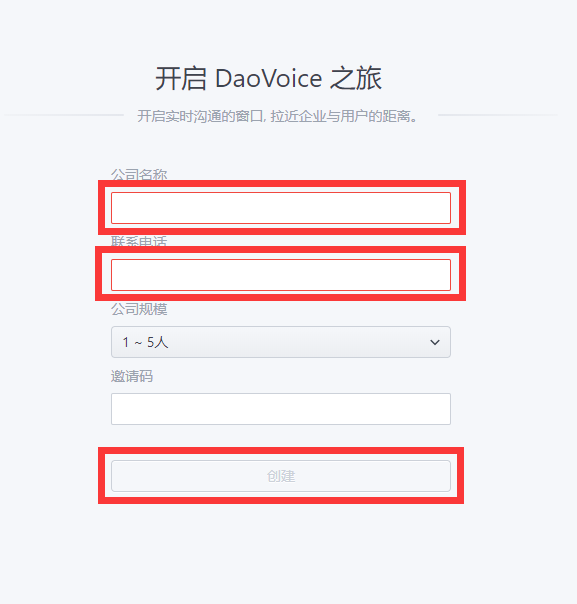 开启 DaoVoice 之旅
开启实时沟通的窗口, 拉近企业与用户的距离。
公司名称
联系电话
公司规模
1 ~ 5人
邀请码
创建